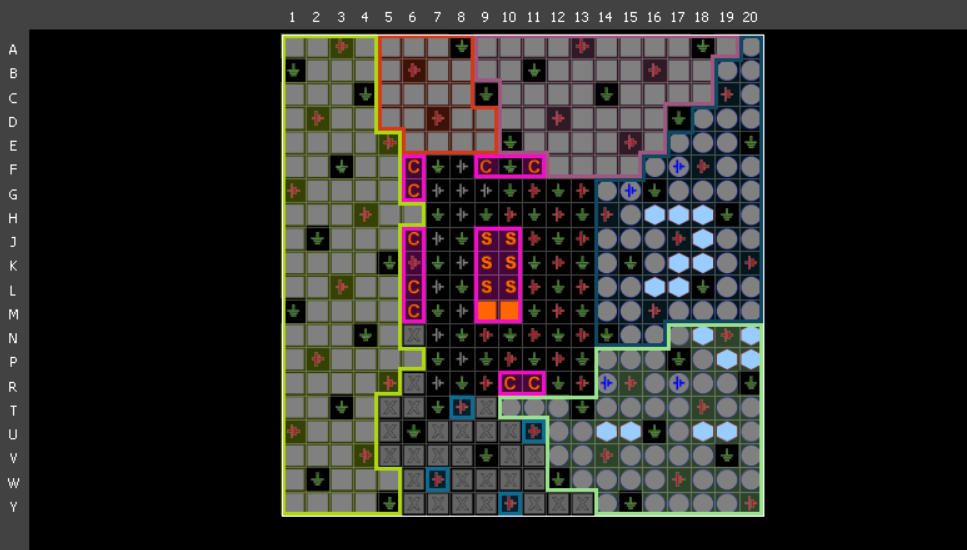 1 2 3 4 5 6 7 8 9 10 11 12 13 14 15 16 17 18 19 20
A
B
C
D
E
F C C C
G C
H
J C S S
K S S
L C S S
M C
N X
P
R X C C
T X X X
U X X X X X
V X X X X X X
W X X X X X
Y X X X X X X X